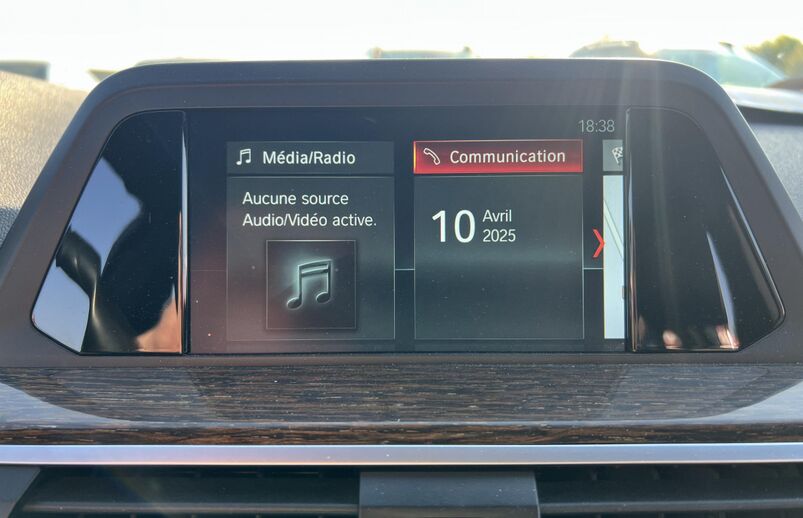 18:38
Média/Radio
Communication
Aucune source
Audio/Vidéo active.
10 Avril
2025